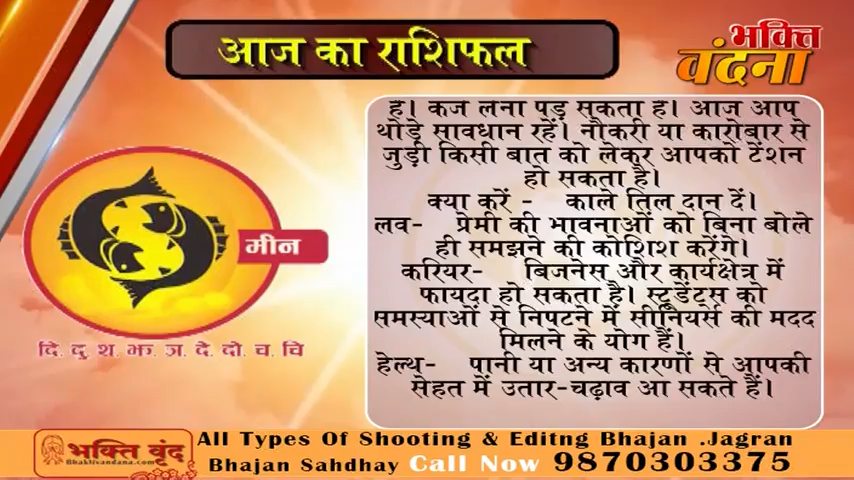 आज का राशिफल
भक्ति
वंदना
है। कर्ज लेना पड़ सकता है। आज आप
थोड़े सावधान रहें। नौकरी या कारोबार से
जुड़ी किसी बात को लेकर आपको टेंशन
हो सकता है।
क्या करें - काले तिल दान दें।
लव- प्रेमी की भावनाओं को बिना बोले
ही समझने की कोशिश करेंगे।
करियर- बिजनेस और कार्यक्षेत्र में
फायदा हो सकता है। स्टूडेंट्स को
समस्याओं से निपटने में सीनियर्स की मदद
मिलने के योग हैं।
हेल्थ- पानी या अन्य कारणों से आपकी
सेहत में उतार-चढ़ाव आ सकते हैं।
मीन
दि. दु. श. झ. ञ. दे. दो. च. चि
भक्ति वृंद
Bhaktivandana.com
All Types Of Shooting & Editng Bhajan .Jagran
Bhajan Sahdhay Call Now 9870303375